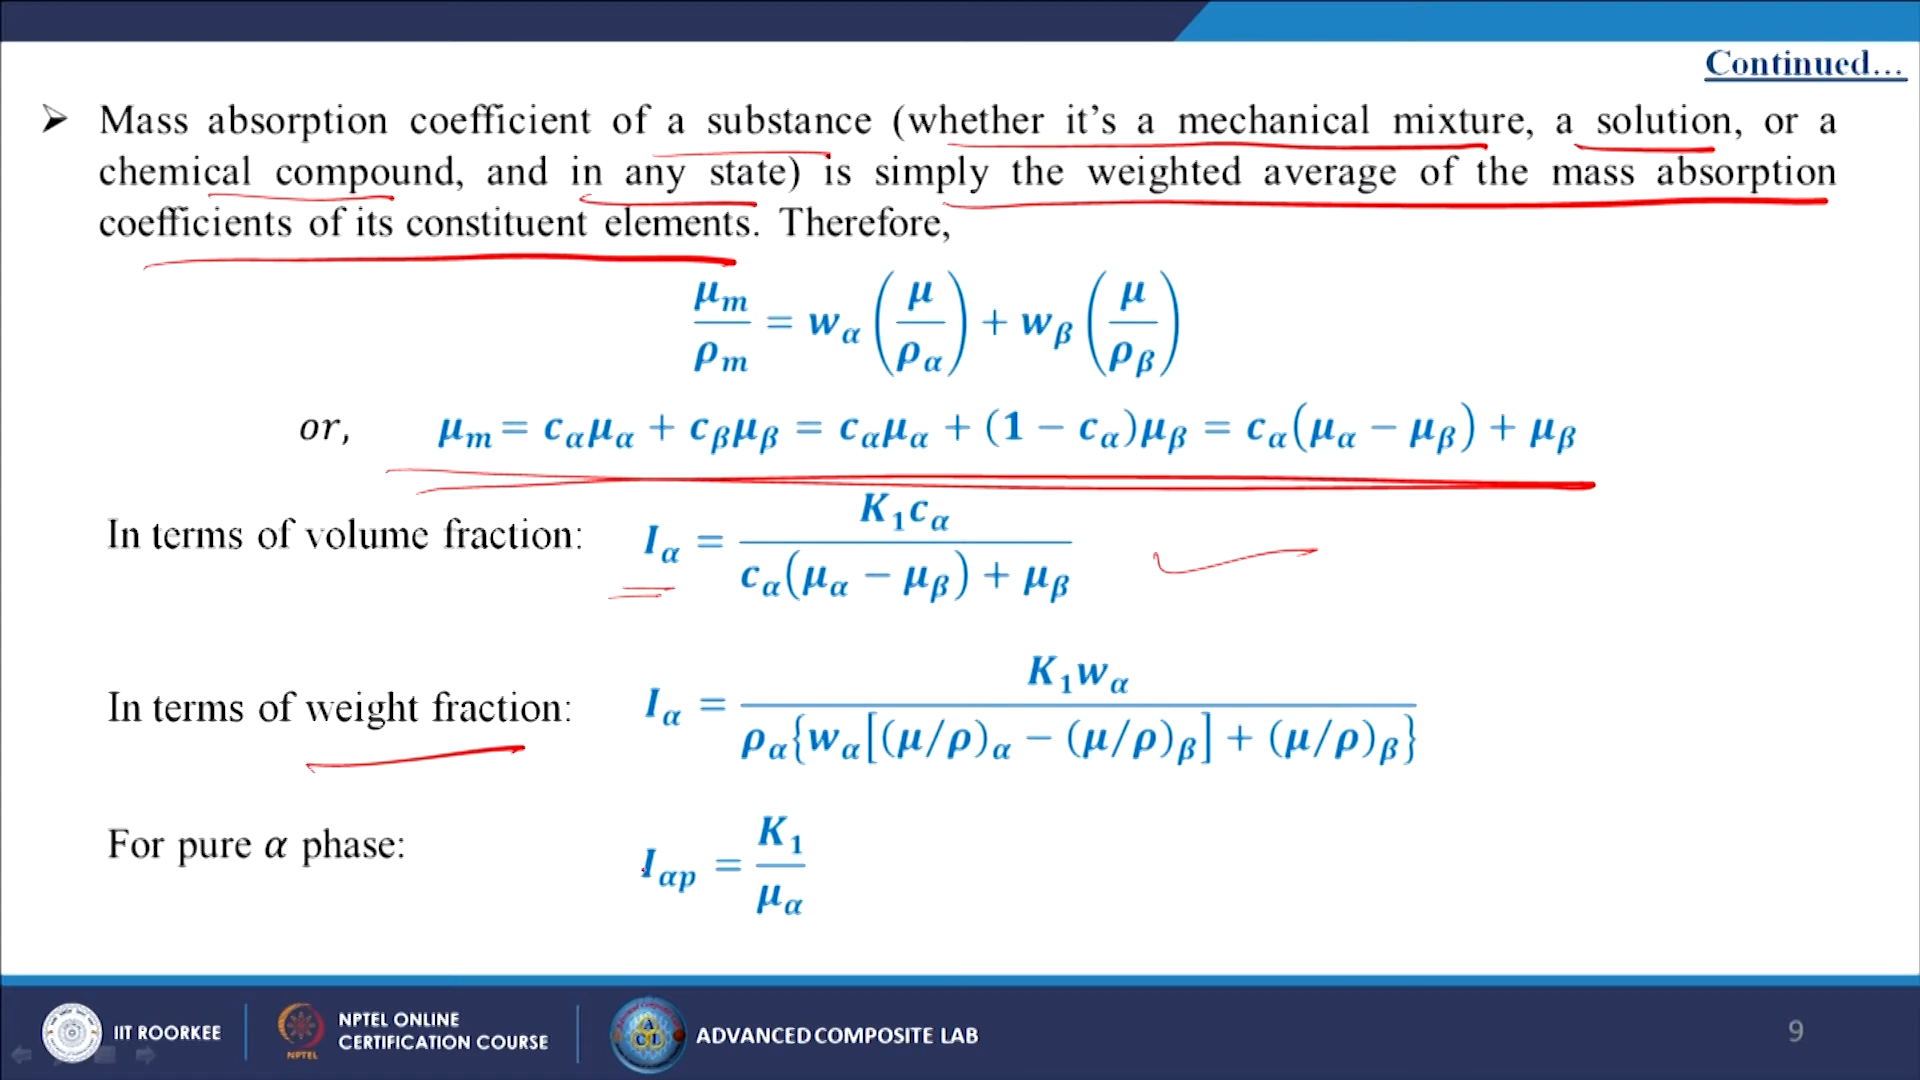 Continued...
➢ Mass absorption coefficient of a substance (whether it’s a mechanical mixture, a solution, or a
chemical compound, and in any state) is simply the weighted average of the mass absorption
coefficients of its constituent elements. Therefore,
μm/ρm = wα (μ/ρα) + wβ (μ/ρβ)
or, μm = cαμα + cβμβ = cαμα + (1 − cα)μβ = cα(μα − μβ) + μβ
In terms of volume fraction: Iα = K1cα / cα(μα − μβ) + μβ
In terms of weight fraction: Iα = K1wα / ρα{wα[(μ/ρ)α − (μ/ρ)β] + (μ/ρ)β}
For pure α phase: Iαp = K1/μα
IIT ROORKEE
NPTEL
NPTEL ONLINE
CERTIFICATION COURSE
ADVANCED COMPOSITE LAB
9